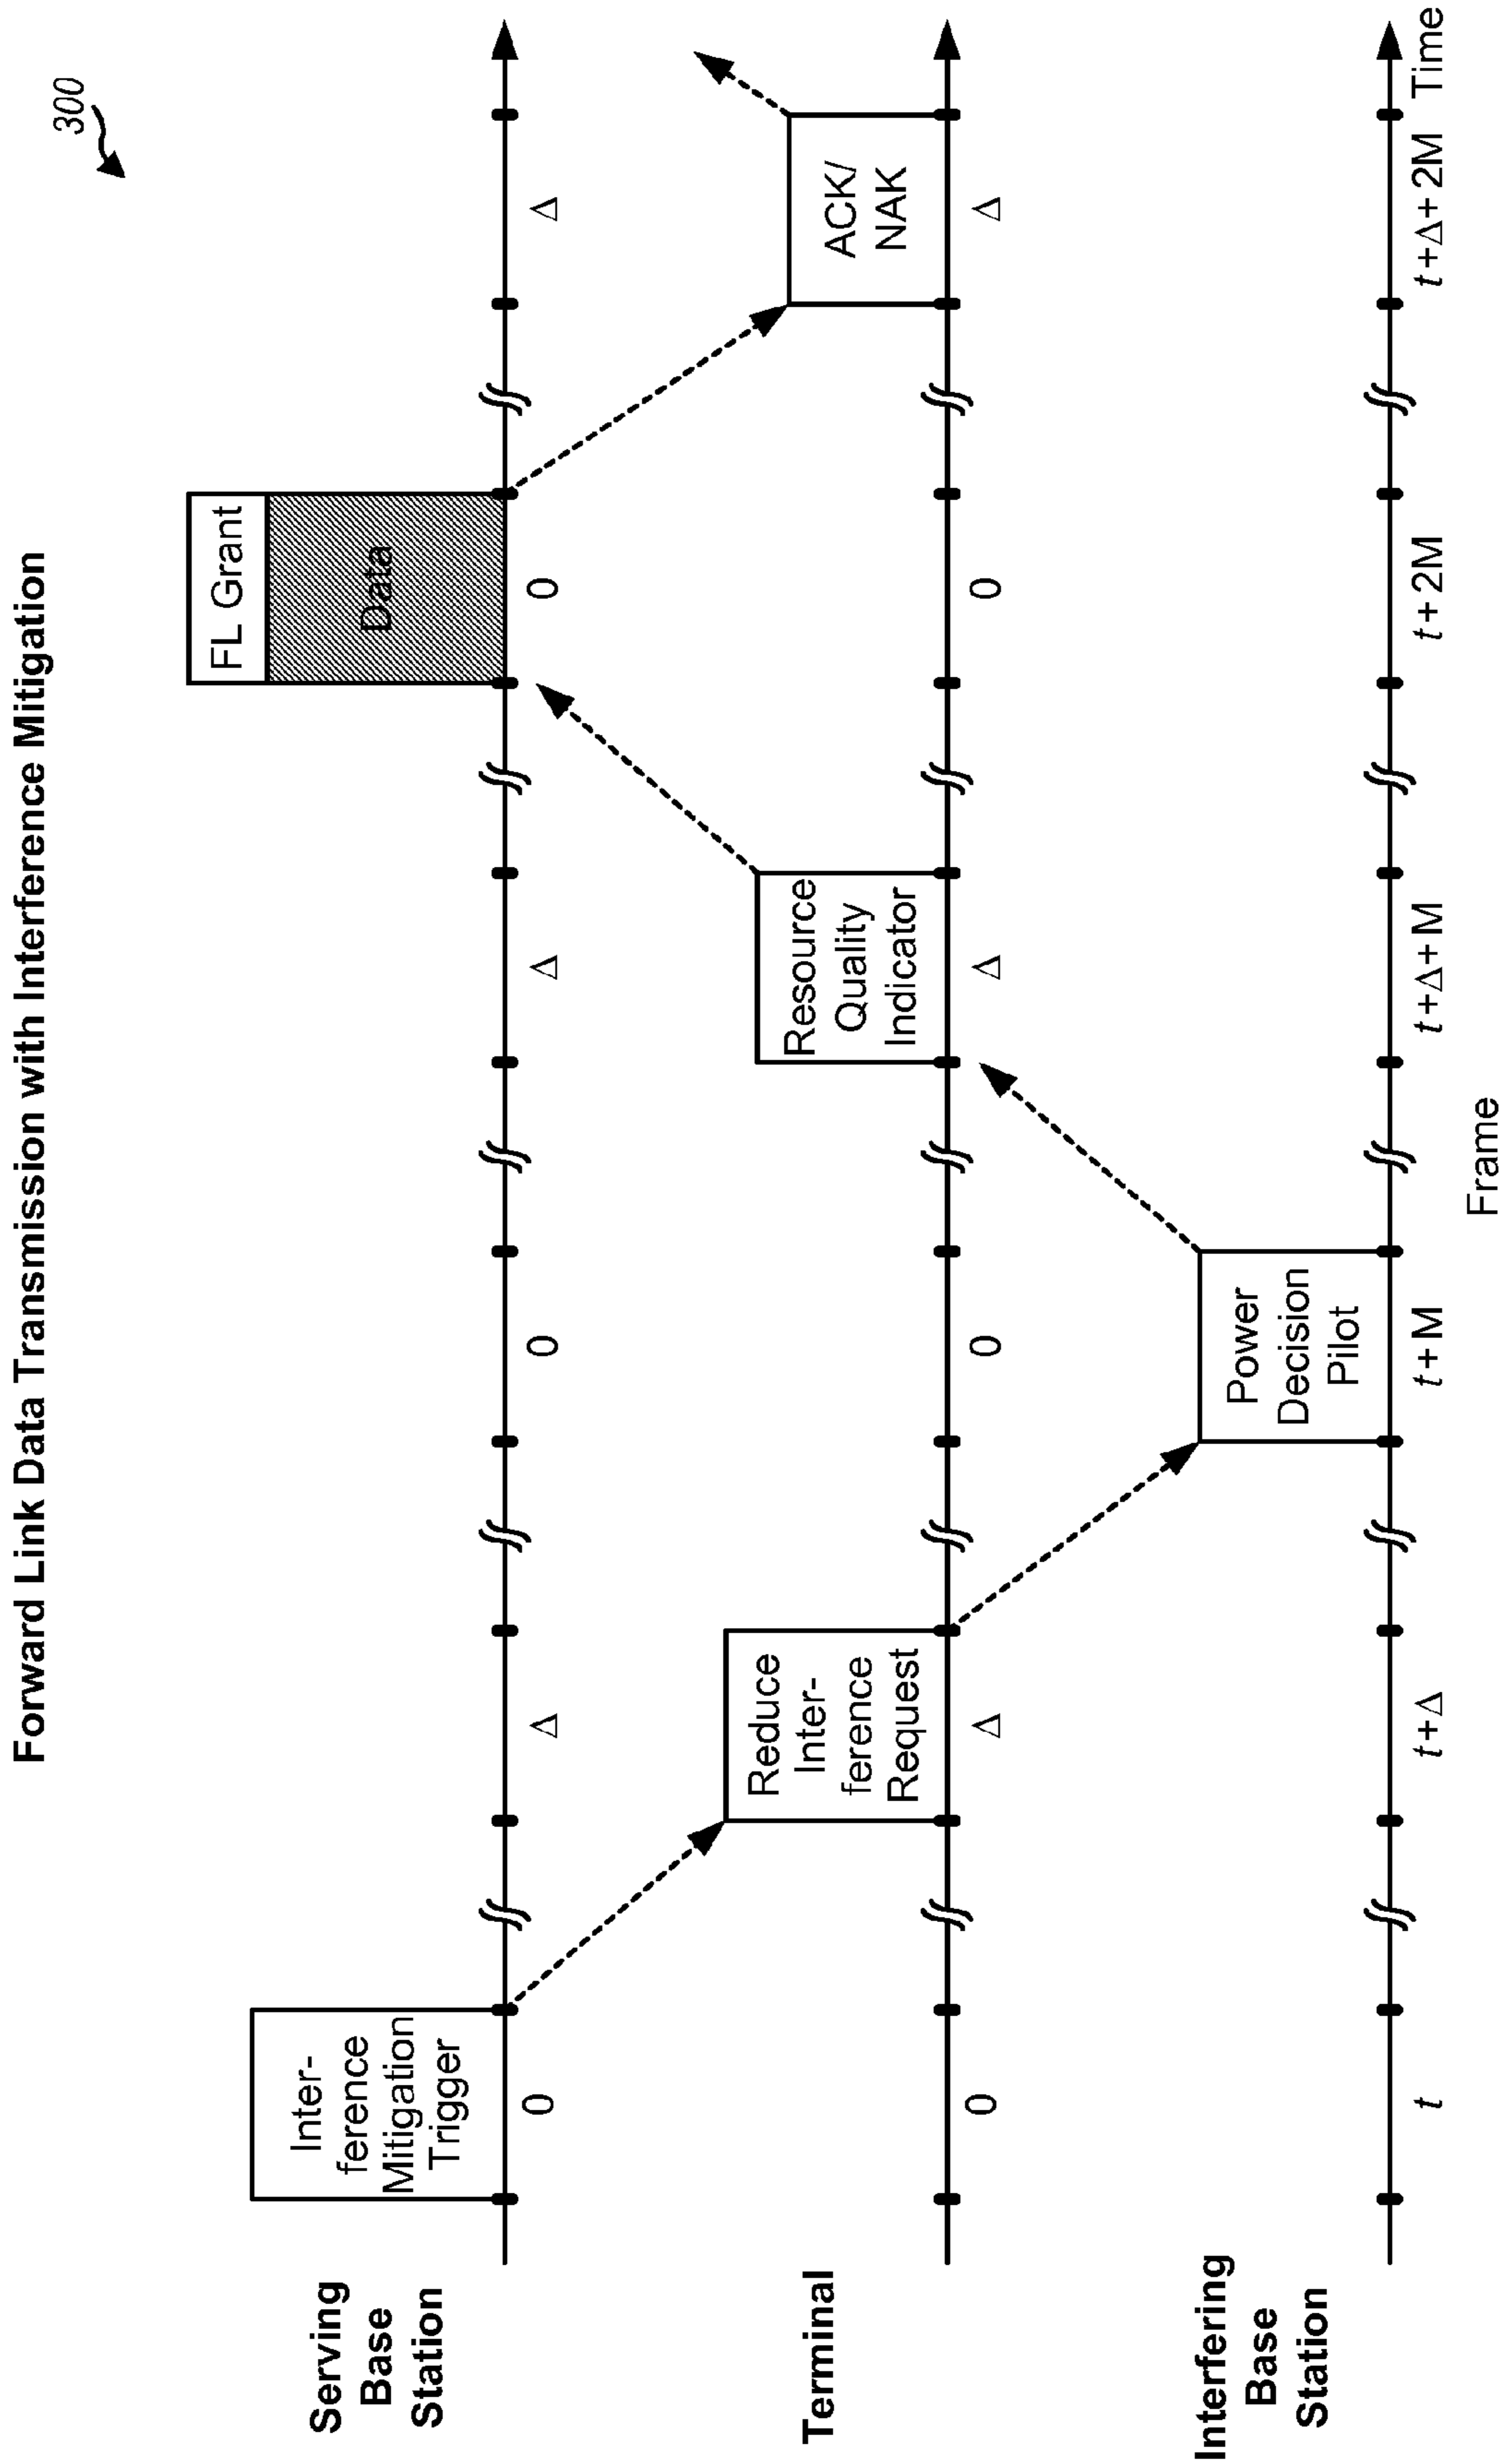 Forward Link Data Transmission with Interference Mitigation
300
Serving
Base
Station
Inter-
ference
Mitigation
Trigger
FL Grant
Data
0
Δ
0
Δ
0
Δ
Terminal
Reduce
Inter-
ference
Request
Resource
Quality
Indicator
ACK/
NAK
0
Δ
0
Δ
0
Δ
Interfering
Base
Station
Power
Decision
Pilot
t
t+Δ
t+M
t+Δ+M
t+2M
t+Δ+2M
Time
Frame